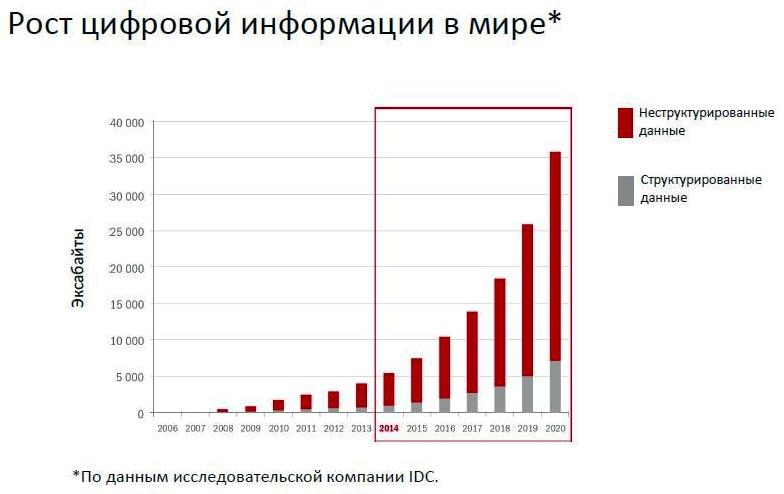 Рост цифровой информации в мире*
40 000
35 000
30 000
25 000
20 000
15 000
10 000
5 000
0
Эксабайты
2006 2007 2008 2009 2010 2011 2012 2013 2014 2015 2016 2017 2018 2019 2020
Неструктурированные
данные
Структурированные
данные
*По данным исследовательской компании IDC.